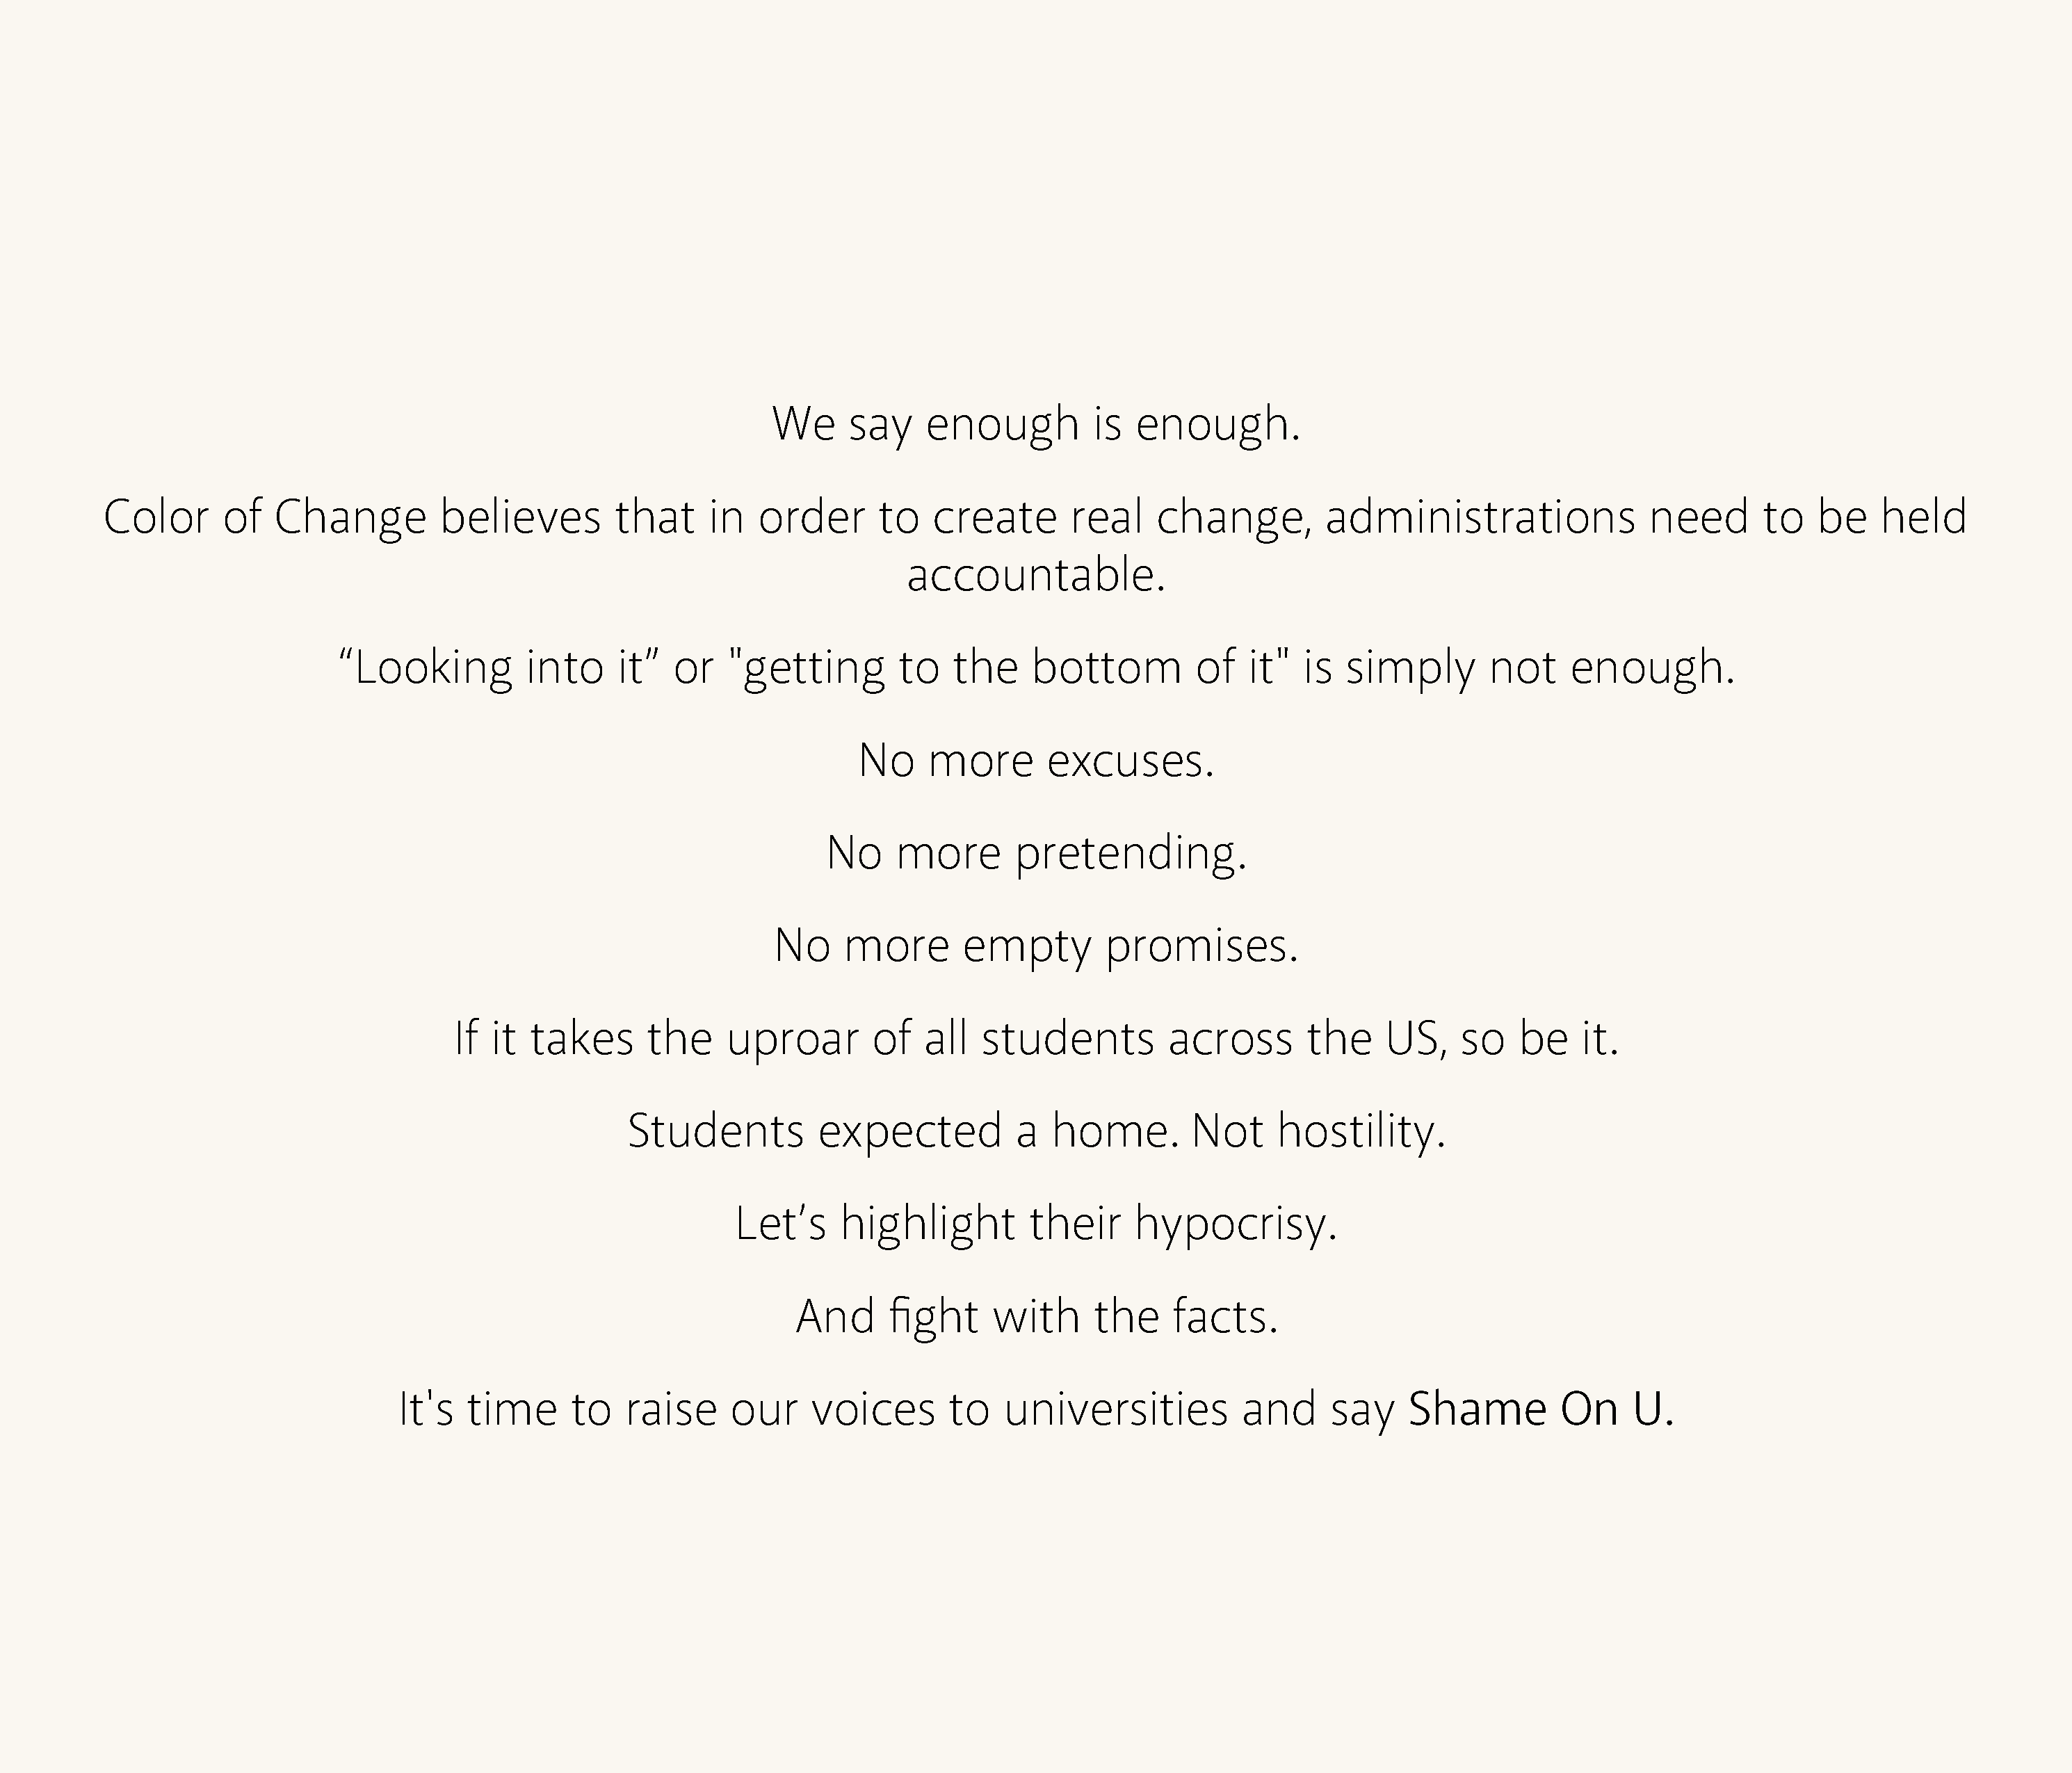 We say enough is enough.
Color of Change believes that in order to create real change, administrations need to be held
accountable.
“Looking into it” or "getting to the bottom of it" is simply not enough.
No more excuses.
No more pretending.
No more empty promises.
If it takes the uproar of all students across the US, so be it.
Students expected a home. Not hostility.
Let’s highlight their hypocrisy.
And fight with the facts.
It's time to raise our voices to universities and say Shame On U.